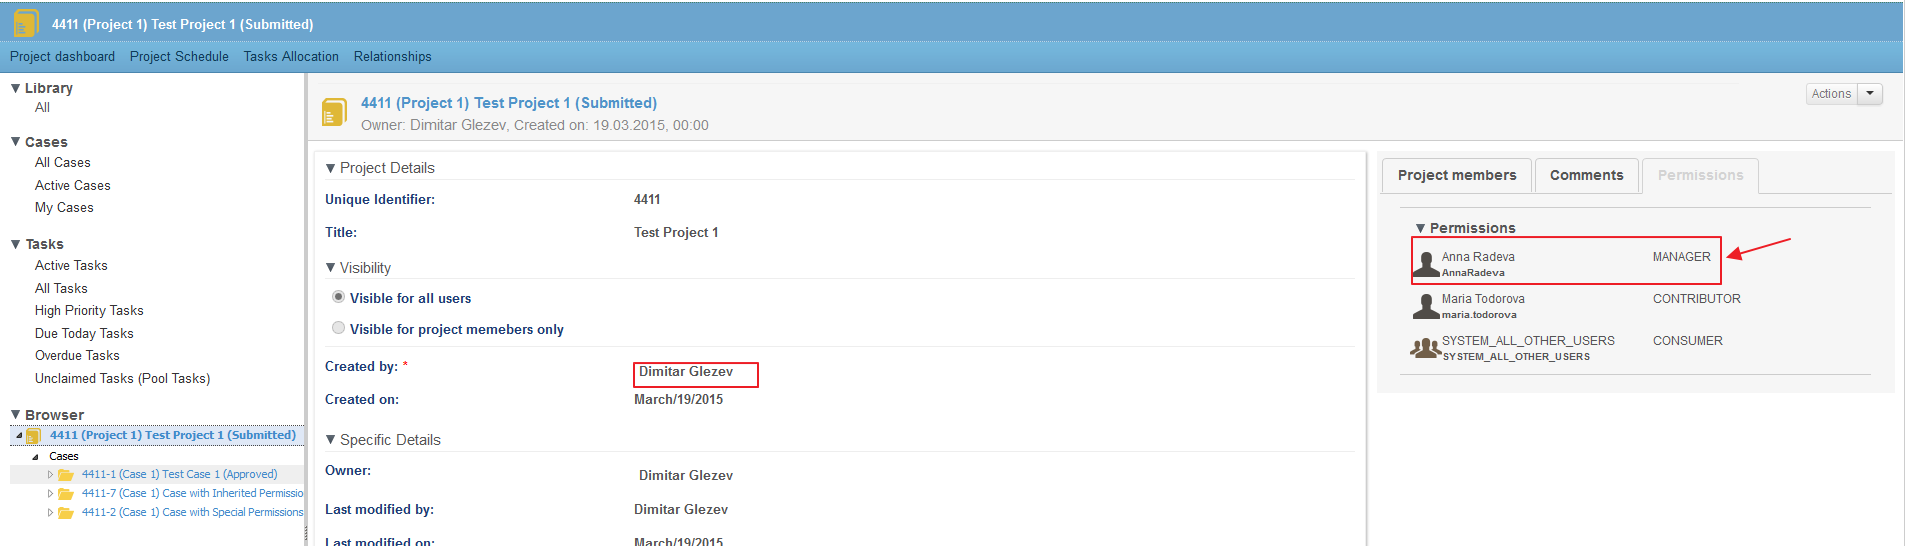 4411 (Project 1) Test Project 1 (Submitted)
Project dashboard Project Schedule Tasks Allocation Relationships
Library
All
Cases
All Cases
Active Cases
My Cases
Tasks
Active Tasks
All Tasks
High Priority Tasks
Due Today Tasks
Overdue Tasks
Unclaimed Tasks (Pool Tasks)
Browser
4411 (Project 1) Test Project 1 (Submitted)
Cases
4411-1 (Case 1) Test Case 1 (Approved)
4411-7 (Case 1) Case with Inherited Permissio
4411-2 (Case 1) Case with Special Permissions
4411 (Project 1) Test Project 1 (Submitted)
Owner: Dimitar Glezev, Created on: 19.03.2015, 00:00
Actions
Project Details
Unique Identifier: 4411
Title: Test Project 1
Visibility
Visible for all users
Visible for project memebers only
Created by: * Dimitar Glezev
Created on: March/19/2015
Specific Details
Owner: Dimitar Glezev
Last modified by: Dimitar Glezev
Last modified on: March/19/2015
Project members Comments Permissions
Permissions
Anna Radeva MANAGER
AnnaRadeva
Maria Todorova CONTRIBUTOR
maria.todorova
SYSTEM_ALL_OTHER_USERS CONSUMER
SYSTEM_ALL_OTHER_USERS